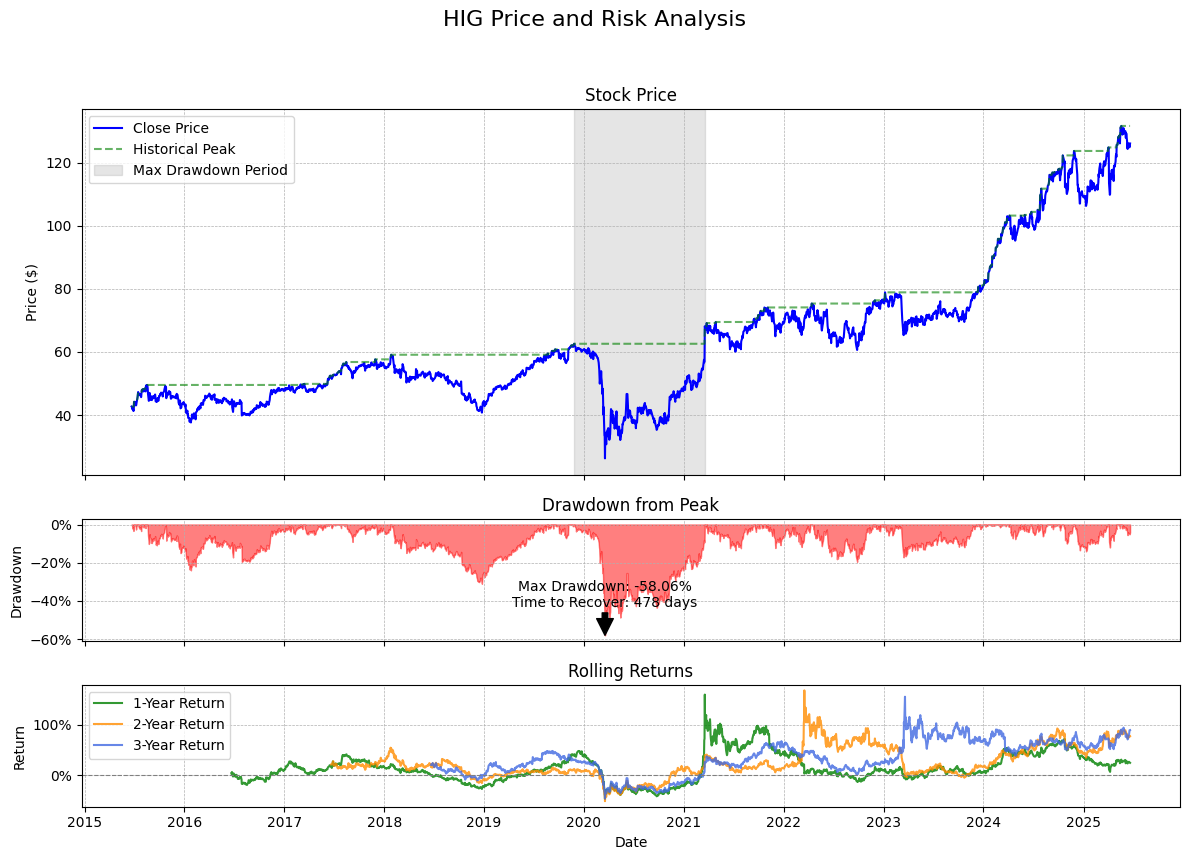 HIG Price and Risk Analysis
Stock Price
Close Price
Historical Peak
Max Drawdown Period
Price ($)
120
100
80
60
40
Drawdown from Peak
Drawdown
0%
−20%
−40%
−60%
Max Drawdown: -58.06%
Time to Recover: 478 days
Rolling Returns
1-Year Return
2-Year Return
3-Year Return
Return
100%
0%
2015 2016 2017 2018 2019 2020 2021 2022 2023 2024 2025
Date